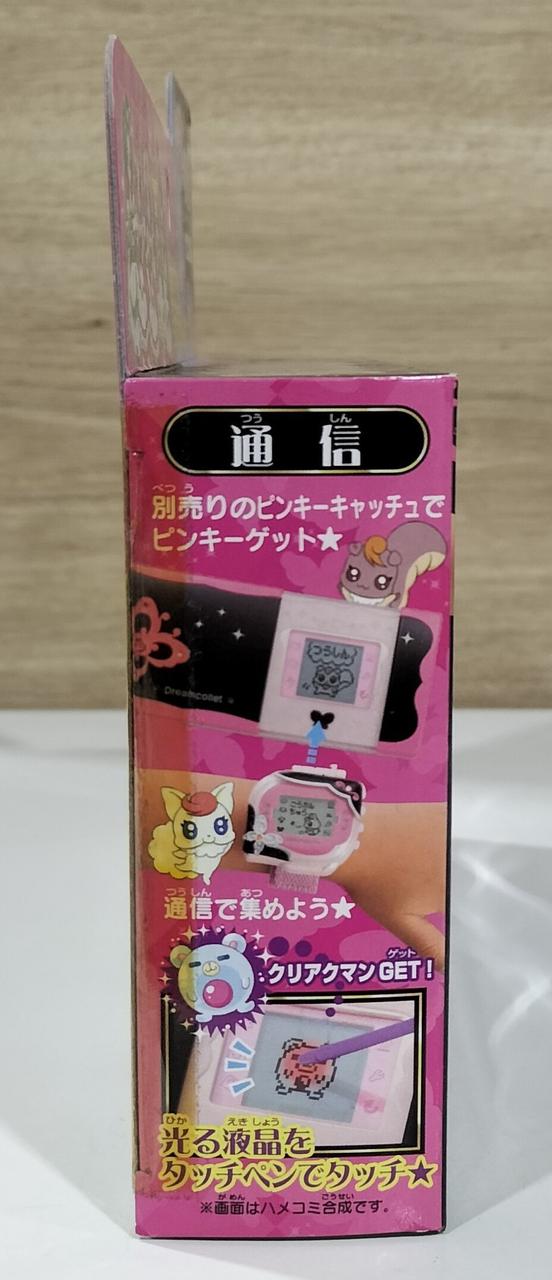 通信
別売りのピンキーキャッチュで
ピンキーゲット★
つうしん
Dreamcollet
通信で集めよう★
クリアクマンGET!
光る液晶を
タッチペンでタッチ★
※画面はハメコミ合成です。